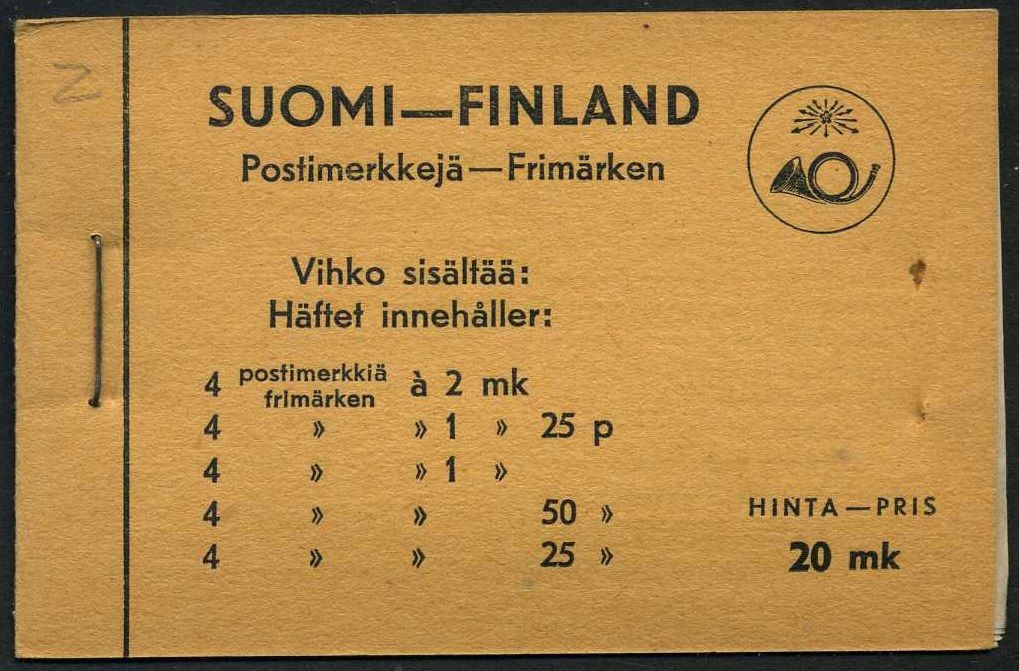 Z
SUOMI—FINLAND
Postimerkkejä—Frimärken
Vihko sisältää:
Häftet innehåller:
4 postimerkkiä frimärken à 2 mk
4 » » 1 » 25 p
4 » » 1 »
4 » » 50 »
4 » » 25 »
HINTA—PRIS
20 mk